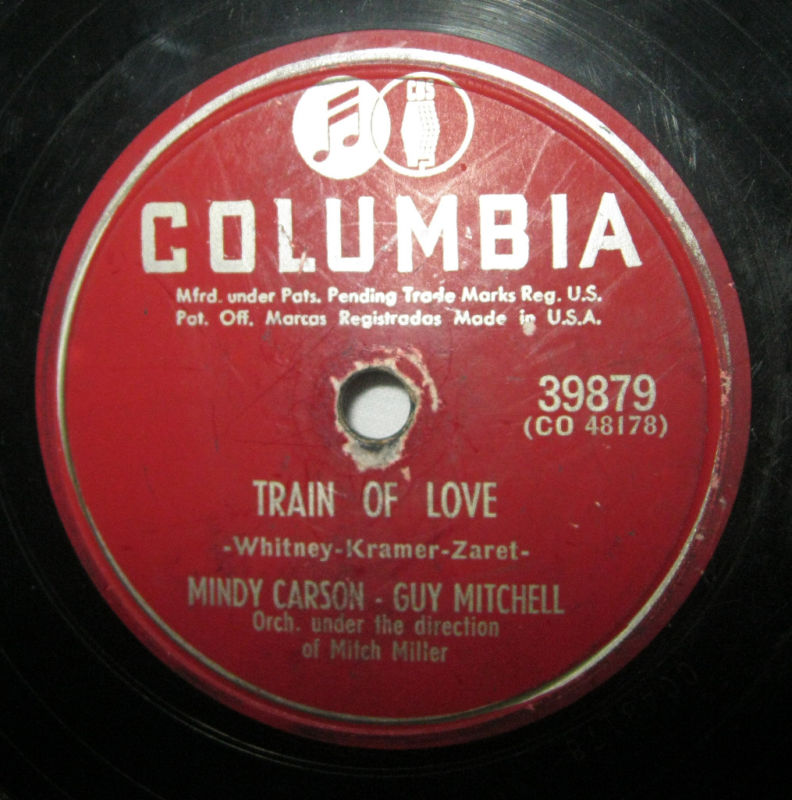 CBS
COLUMBIA
Mfrd. under Pats. Pending Trade Marks Reg. U.S.
Pat. Off. Marcas Registradas Made in U.S.A.
39879
(CO 48178)
TRAIN OF LOVE
-Whitney-Kramer-Zaret-
MINDY CARSON - GUY MITCHELL
Orch. under the direction
of Mitch Miller